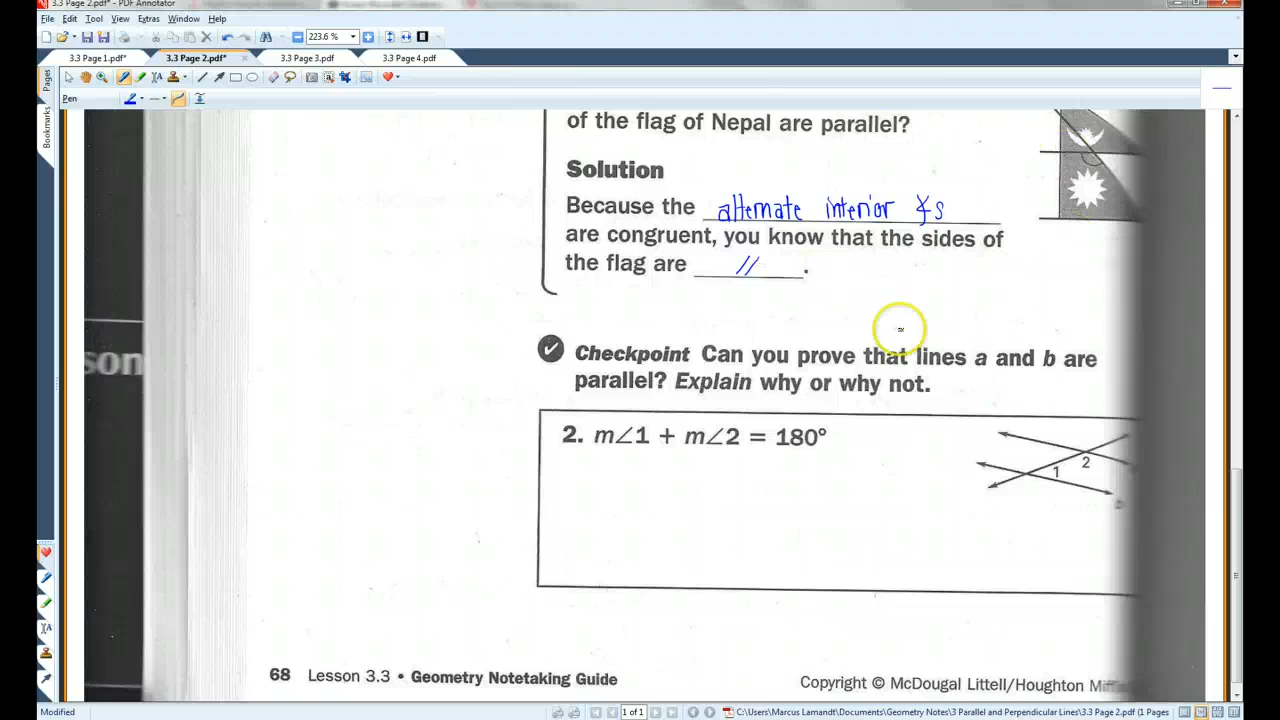 3.3 Page 2.pdf* - PDF Annotator
File Edit Tool View Extras Window Help
223.6 %
3.3 Page 1.pdf* 3.3 Page 2.pdf* 3.3 Page 3.pdf 3.3 Page 4.pdf
Pen
Pages
Bookmarks
of the flag of Nepal are parallel?
Solution
Because the alternate interior ∡s
are congruent, you know that the sides of
the flag are //.
son
Checkpoint Can you prove that lines a and b are
parallel? Explain why or why not.
2. m∠1 + m∠2 = 180°
2
1
68 Lesson 3.3 • Geometry Notetaking Guide
Copyright © McDougal Littell/Houghton
Modified
1 of 1
C:\Users\Marcus Lamandt\Documents\Geometry Notes\3 Parallel and Perpendicular Lines\3.3 Page 2.pdf (1 Pages